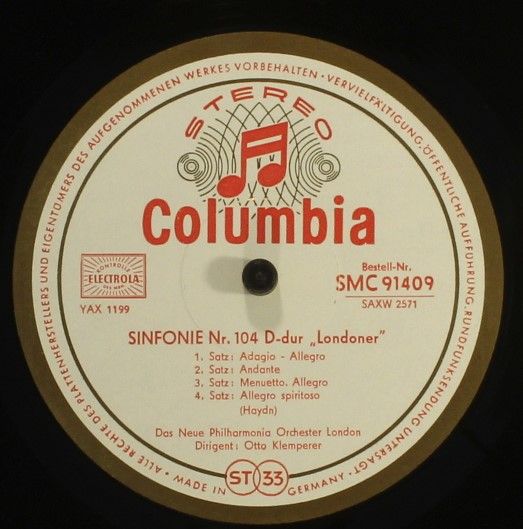 ALLE RECHTE DES PLATTENHERSTELLERS UND EIGENTÜMERS DES AUFGENOMMENEN WERKES VORBEHALTEN · VERVIELFÄLTIGUNG, ÖFFENTLICHE AUFFÜHRUNG, RUNDFUNKSENDUNG UNTERSAGT ·
STEREO
Columbia
KONTROLLE
ELECTROLA
YAX 1199
Bestell-Nr.
SMC 91409
SAXW 2571
SINFONIE Nr. 104 D-dur „Londoner”
1. Satz: Adagio - Allegro
2. Satz: Andante
3. Satz: Menuetto. Allegro
4. Satz: Allegro spiritoso
(Haydn)
Das Neue Philharmonia Orchester London
Dirigent: Otto Klemperer
MADE IN GERMANY
ST 33